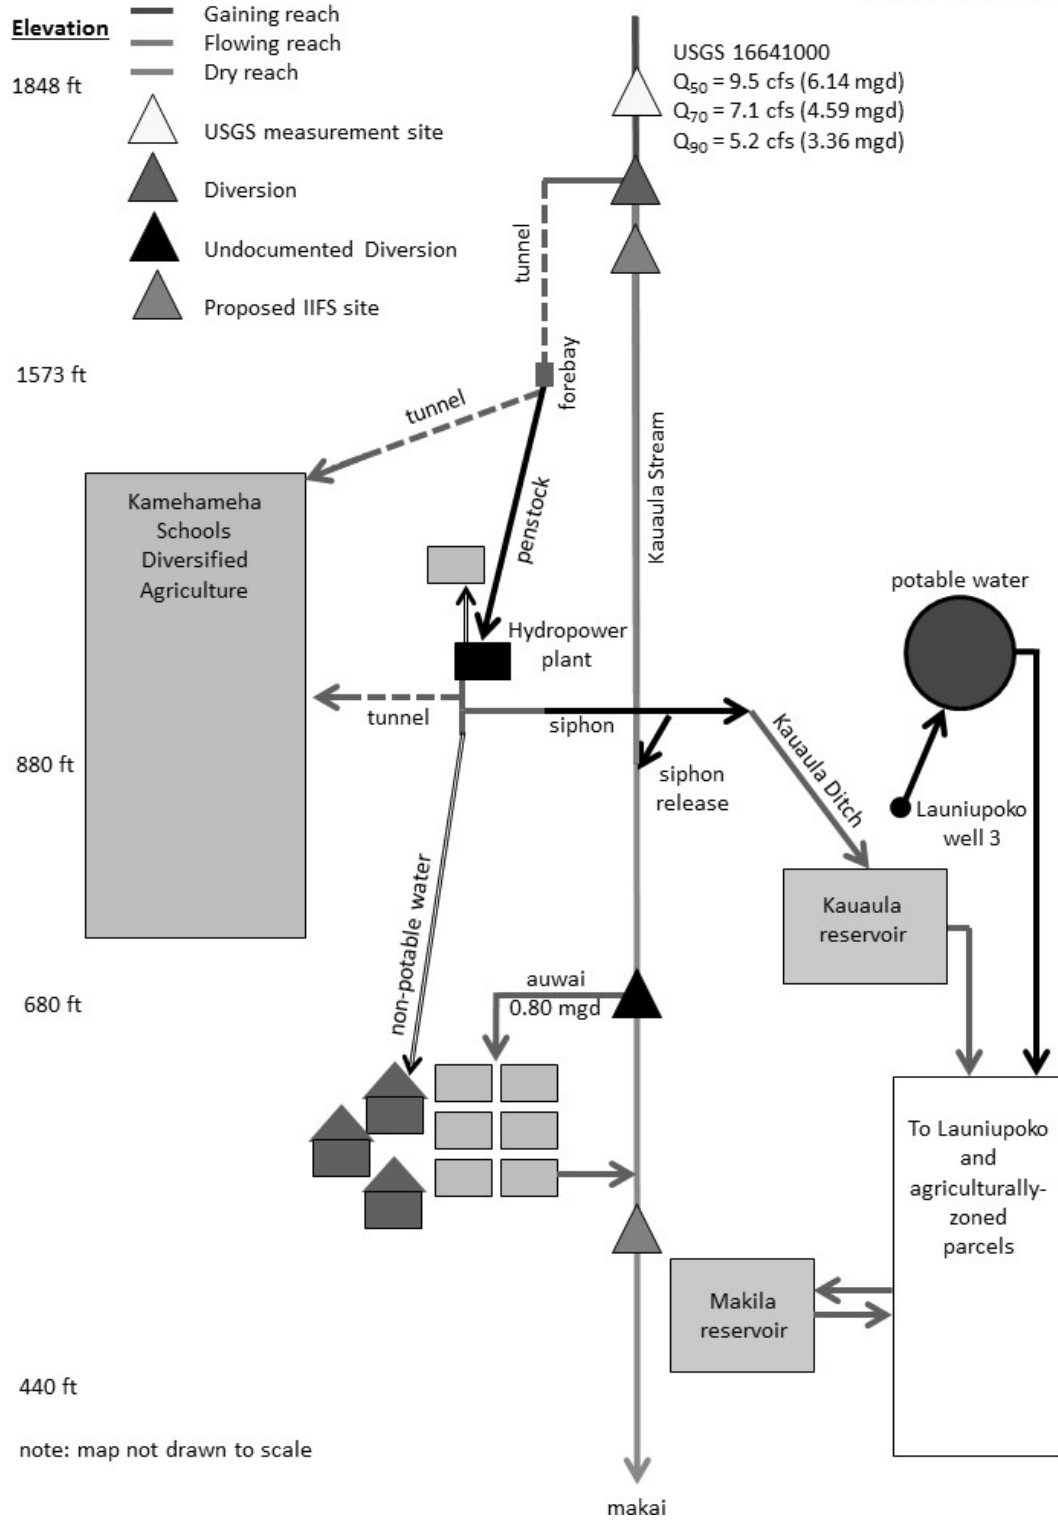 Elevation
Gaining reach
Flowing reach
Dry reach
1848 ft
USGS measurement site
Diversion
Undocumented Diversion
Proposed IIFS site
USGS 16641000
Q50 = 9.5 cfs (6.14 mgd)
Q70 = 7.1 cfs (4.59 mgd)
Q90 = 5.2 cfs (3.36 mgd)
tunnel
1573 ft
forebay
tunnel
Kamehameha
Schools
Diversified
Agriculture
penstock
Kauaula Stream
potable water
Hydropower
plant
tunnel
siphon
880 ft
siphon
release
Kauaula Ditch
Launiupoko
well 3
Kauaula
reservoir
non-potable water
680 ft
auwai
0.80 mgd
To Launiupoko
and
agriculturally-
zoned
parcels
Makila
reservoir
440 ft
note: map not drawn to scale
makai